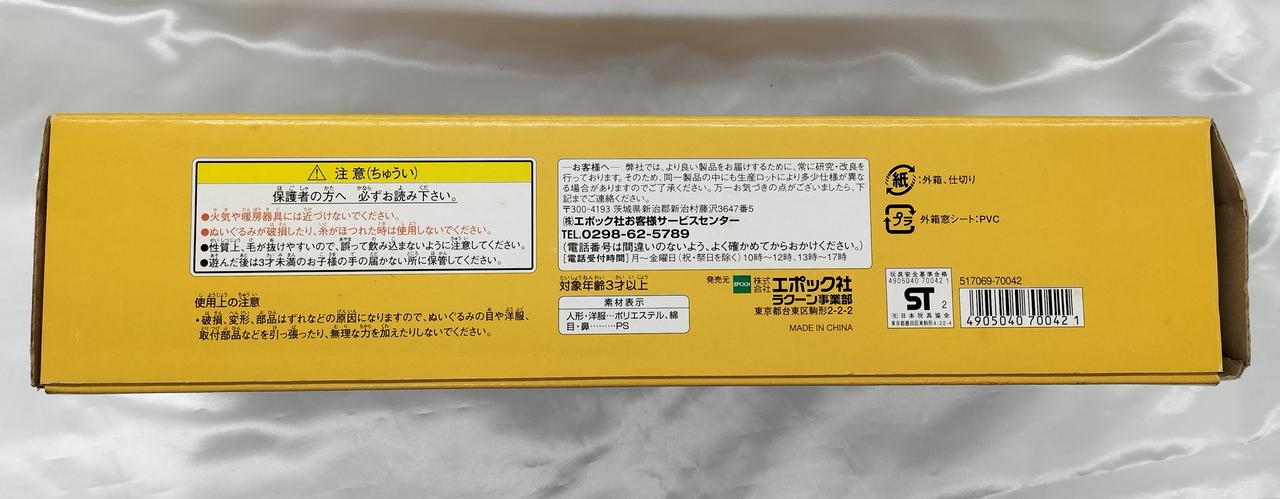 ⚠ 注意(ちゅうい)
保護者の方へ 必ずお読み下さい。
●火気や暖房器具には近づけないでください。
●ぬいぐるみが破損したり、糸がほつれた時は使用しないでください。
●性質上、毛が抜けやすいので、誤って飲み込まないように注意してください。
●遊んだ後は3才未満のお子様の手の届かない所に保管してください。
使用上の注意
・破損、変形、部品はずれなどの原因になりますので、ぬいぐるみの目や洋服、
取付部品などを引っ張ったり、無理な力を加えたりしないでください。
―お客様へ― 弊社では、より良い製品をお届けするために、常に研究・改良を
行っております。そのため、同一製品の中にも生産ロットにより多少仕様が異な
る場合がありますのでご了承ください。万一お気づきの点がございましたら、下
記までご連絡ください。
〒300-4193 茨城県新治郡新治村藤沢3647番5
㈱エポック社お客様サービスセンター
TEL.0298-62-5789
(電話番号は間違いのないよう、よく確かめてからおかけください。)
[電話受付時間]月〜金曜日(祝・祭日を除く)10時〜12時、13時〜17時
対象年齢3才以上
素材表示
人形・洋服…ポリエステル、綿
目・鼻………PS
発売元 EPOCH 株式会社 エポック社
ラクーン事業部
東京都台東区駒形2-2-2
MADE IN CHINA
紙:外箱、仕切り
プラ 外箱窓シート:PVC
玩具安全基準合格
4905040 70042 1
ST 2
日本玩具協会
東京都墨田区東駒形4-22-4
517069-70042
4905040 700421